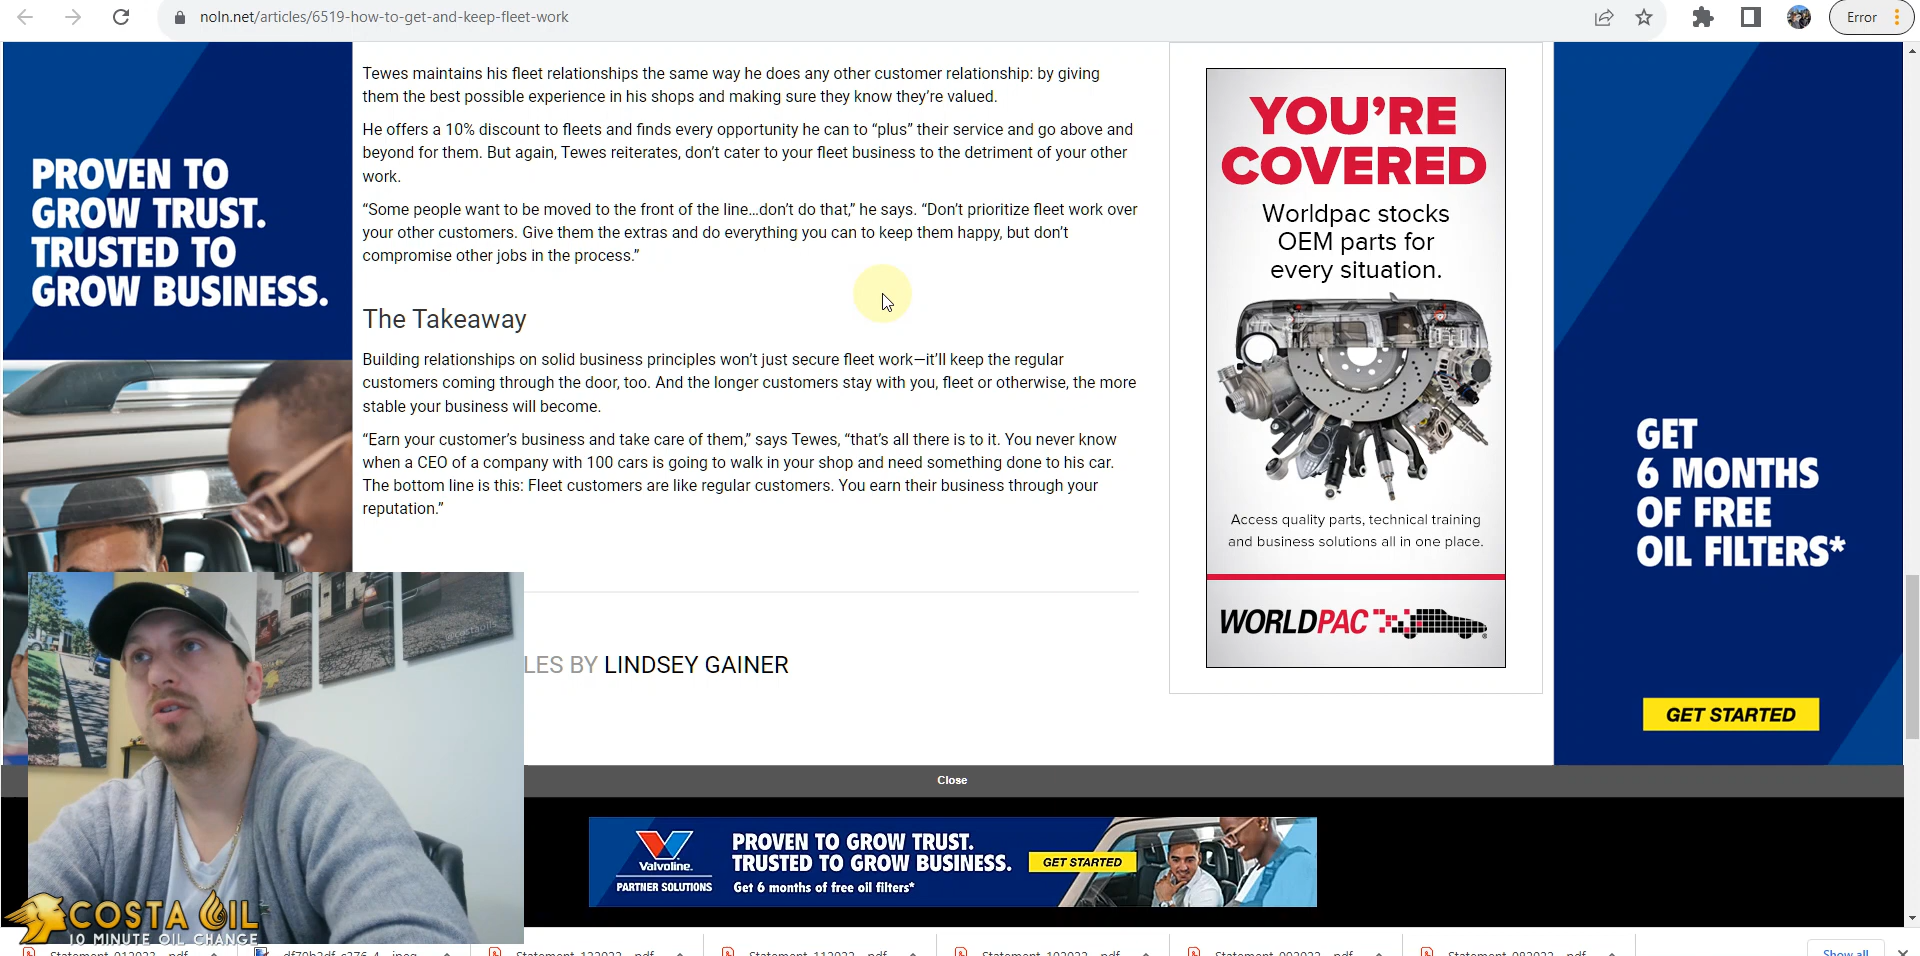 noln.net/articles/6519-how-to-get-and-keep-fleet-work
Error
PROVEN TO
GROW TRUST.
TRUSTED TO
GROW BUSINESS.
Tewes maintains his fleet relationships the same way he does any other customer relationship: by giving
them the best possible experience in his shops and making sure they know they’re valued.
He offers a 10% discount to fleets and finds every opportunity he can to “plus” their service and go above and
beyond for them. But again, Tewes reiterates, don’t cater to your fleet business to the detriment of your other
work.
“Some people want to be moved to the front of the line...don’t do that,” he says. “Don’t prioritize fleet work over
your other customers. Give them the extras and do everything you can to keep them happy, but don’t
compromise other jobs in the process.”
The Takeaway
Building relationships on solid business principles won’t just secure fleet work—it’ll keep the regular
customers coming through the door, too. And the longer customers stay with you, fleet or otherwise, the more
stable your business will become.
“Earn your customer’s business and take care of them,” says Tewes, “that’s all there is to it. You never know
when a CEO of a company with 100 cars is going to walk in your shop and need something done to his car.
The bottom line is this: Fleet customers are like regular customers. You earn their business through your
reputation.”
LES BY LINDSEY GAINER
YOU’RE
COVERED
Worldpac stocks
OEM parts for
every situation.
Access quality parts, technical training
and business solutions all in one place.
WORLDPAC
GET
6 MONTHS
OF FREE
OIL FILTERS*
GET STARTED
Close
Valvoline.
PARTNER SOLUTIONS
PROVEN TO GROW TRUST.
TRUSTED TO GROW BUSINESS.
Get 6 months of free oil filters*
GET STARTED
@costaoils
COSTA OIL
10 MINUTE OIL CHANGE
Show all